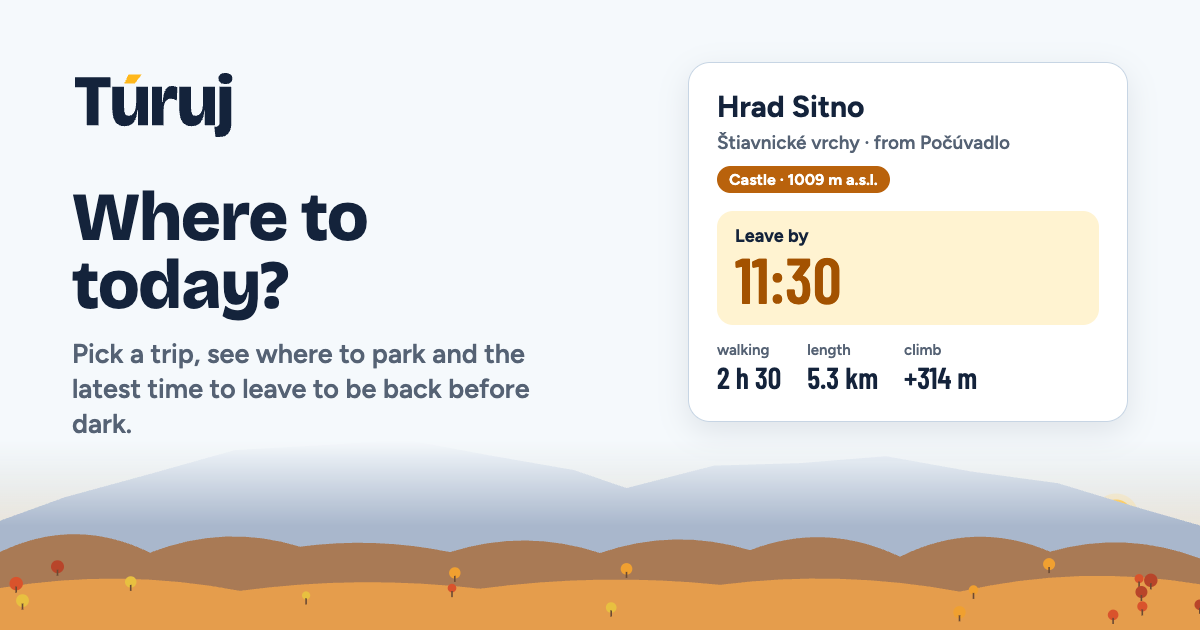 Túruj
Where to
today?
Pick a trip, see where to park and the
latest time to leave to be back before
dark.
Hrad Sitno
Štiavnické vrchy · from Počúvadlo
Castle · 1009 m a.s.l.
Leave by
11:30
walking length climb
2 h 30 5.3 km +314 m